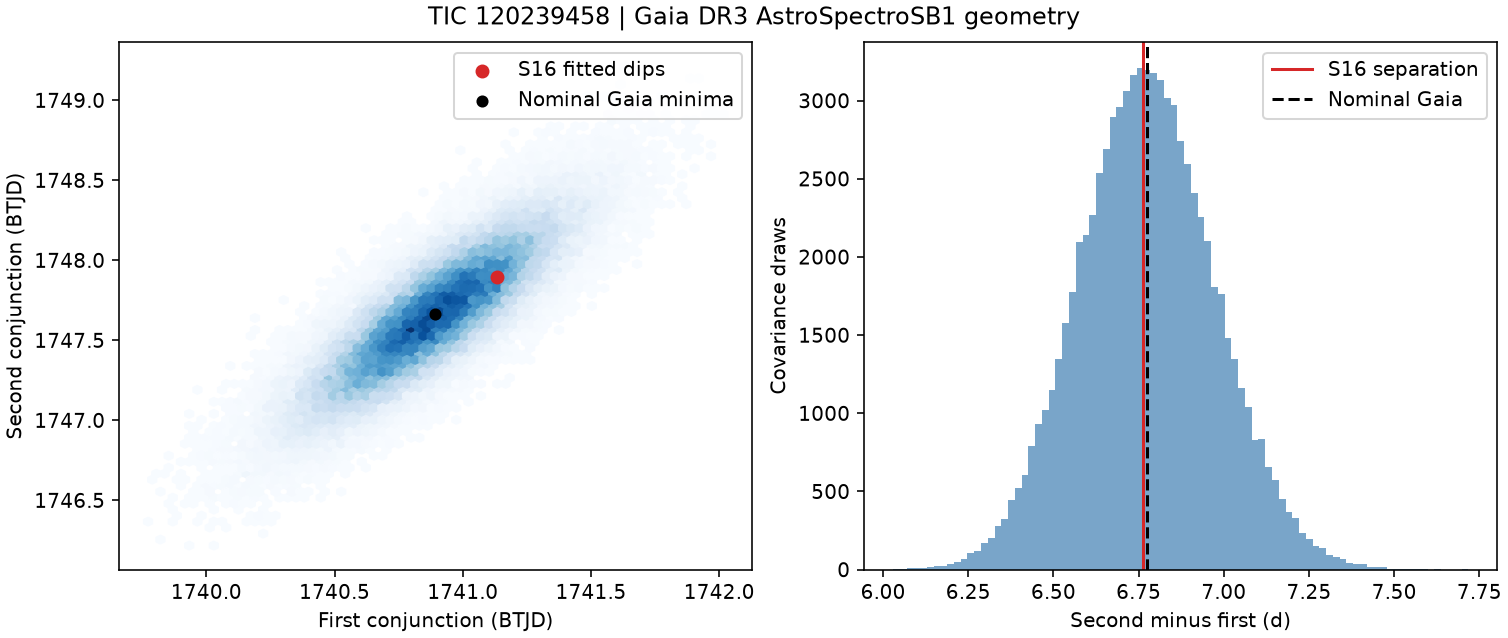 TIC 120239458 | Gaia DR3 AstroSpectroSB1 geometry
S16 fitted dips
Nominal Gaia minima
1749.0
1748.5
1748.0
1747.5
1747.0
1746.5
Second conjunction (BTJD)
1740.0 1740.5 1741.0 1741.5 1742.0
First conjunction (BTJD)
S16 separation
Nominal Gaia
3000
2500
2000
1500
1000
500
0
Covariance draws
6.00 6.25 6.50 6.75 7.00 7.25 7.50 7.75
Second minus first (d)